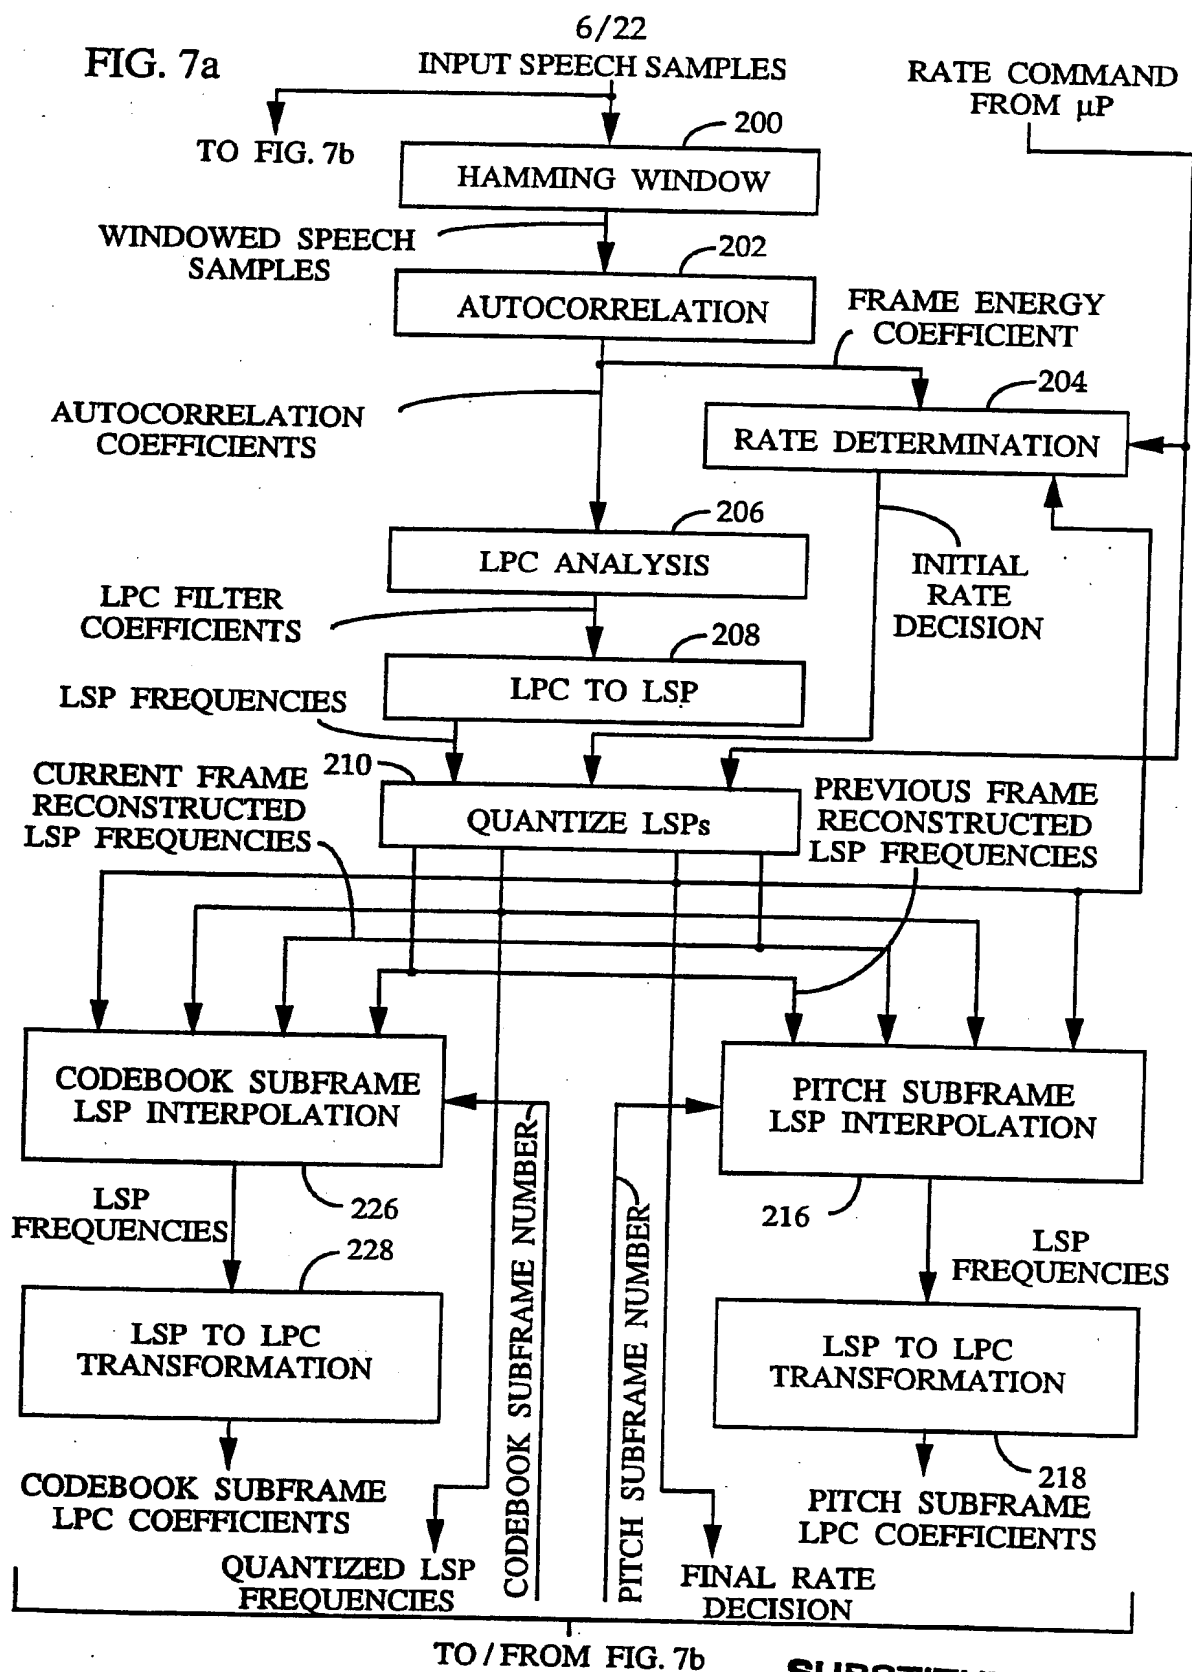 6/22
FIG. 7a
INPUT SPEECH SAMPLES
RATE COMMAND
FROM µP
TO FIG. 7b
200
HAMMING WINDOW
WINDOWED SPEECH
SAMPLES
202
AUTOCORRELATION
FRAME ENERGY
COEFFICIENT
204
AUTOCORRELATION
COEFFICIENTS
RATE DETERMINATION
206
LPC ANALYSIS
INITIAL
RATE
DECISION
LPC FILTER
COEFFICIENTS
208
LPC TO LSP
LSP FREQUENCIES
210
CURRENT FRAME
RECONSTRUCTED
LSP FREQUENCIES
QUANTIZE LSPs
PREVIOUS FRAME
RECONSTRUCTED
LSP FREQUENCIES
CODEBOOK SUBFRAME
LSP INTERPOLATION
PITCH SUBFRAME
LSP INTERPOLATION
226
LSP
FREQUENCIES
216
LSP
FREQUENCIES
228
LSP TO LPC
TRANSFORMATION
CODEBOOK SUBFRAME NUMBER
PITCH SUBFRAME NUMBER
LSP TO LPC
TRANSFORMATION
218
CODEBOOK SUBFRAME
LPC COEFFICIENTS
PITCH SUBFRAME
LPC COEFFICIENTS
QUANTIZED LSP
FREQUENCIES
FINAL RATE
DECISION
TO / FROM FIG. 7b